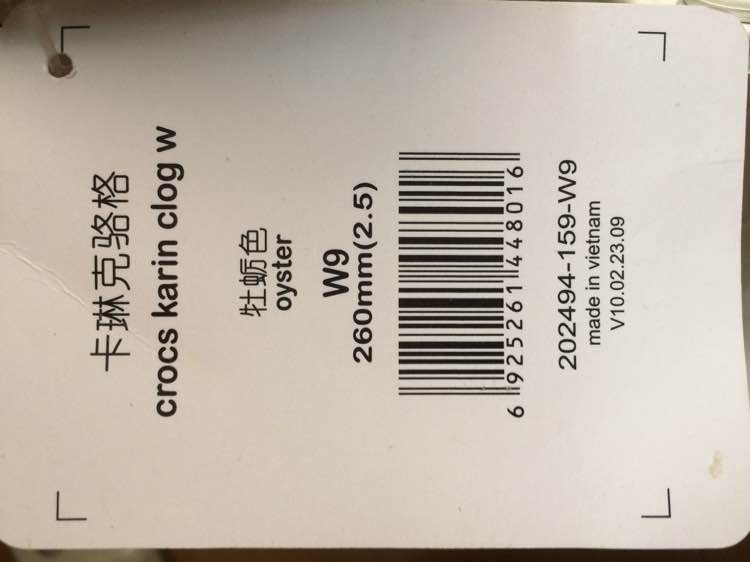 卡琳克骆格
crocs karin clog w
牡蛎色
oyster
W9
260mm(2.5)
6 925261 448016
202494-159-W9
made in vietnam
V10.02.23.09